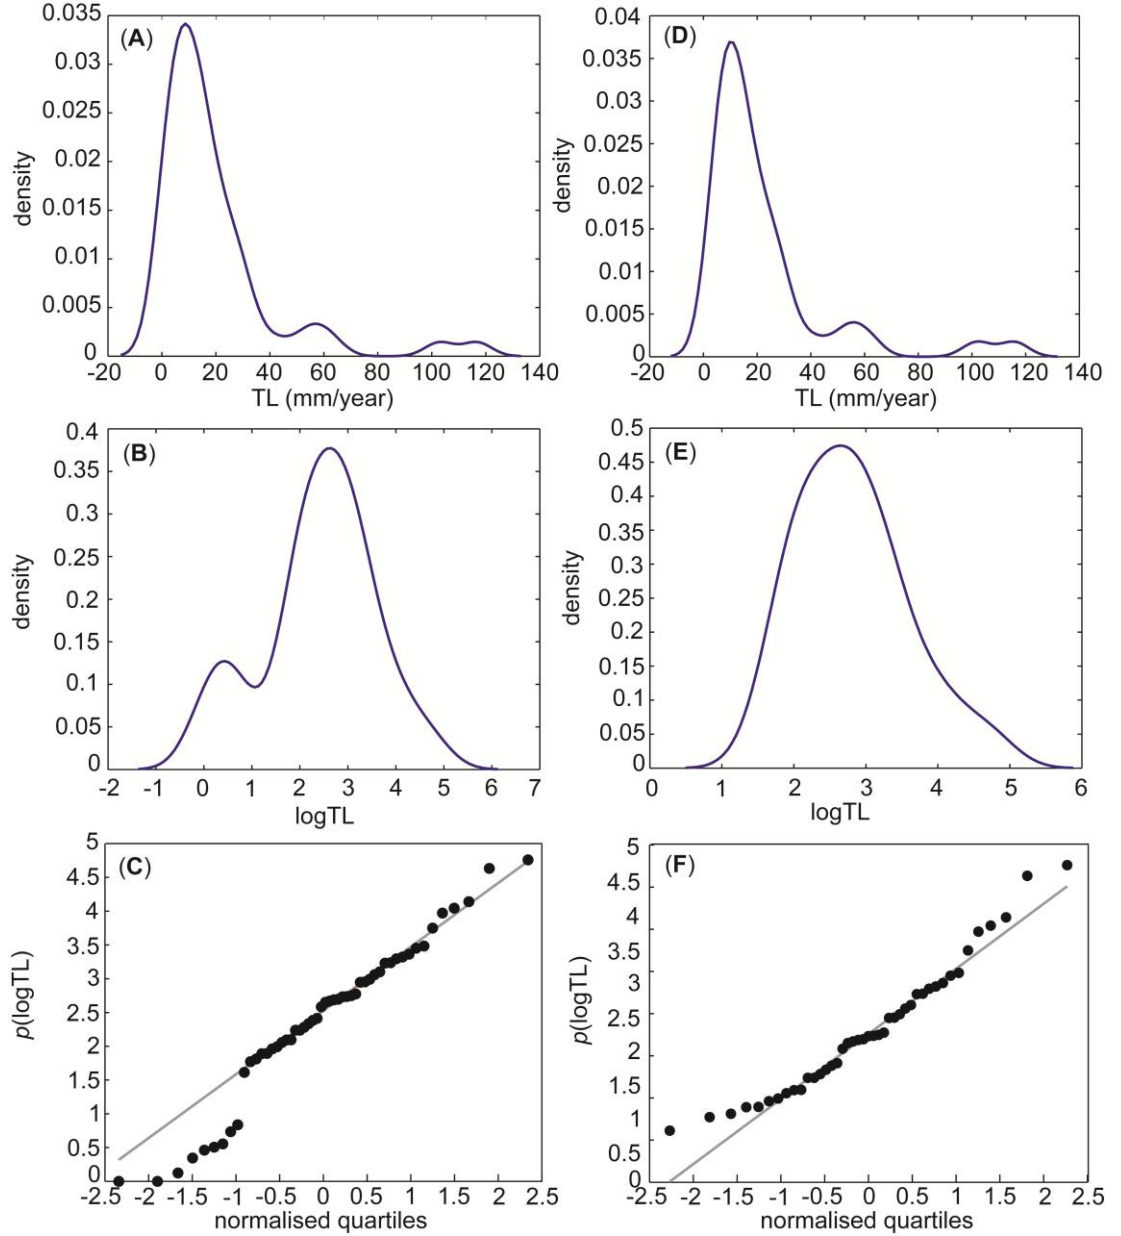 (A)
0.035
0.03
0.025
0.02
0.015
0.01
0.005
0
density
-20 0 20 40 60 80 100 120 140
TL (mm/year)
(D)
0.04
0.035
0.03
0.025
0.02
0.015
0.01
0.005
0
density
-20 0 20 40 60 80 100 120 140
TL (mm/year)
(B)
0.4
0.35
0.3
0.25
0.2
0.15
0.1
0.05
0
density
-2 -1 0 1 2 3 4 5 6 7
logTL
(E)
0.5
0.45
0.4
0.35
0.3
0.25
0.2
0.15
0.1
0.05
0
density
0 1 2 3 4 5 6
logTL
(C)
5
4.5
4
3.5
3
2.5
2
1.5
1
0.5
0
p(logTL)
-2.5 -2 -1.5 -1 -0.5 0 0.5 1 1.5 2 2.5
normalised quartiles
(F)
5
4.5
4
3.5
3
2.5
2
1.5
1
0.5
0
p(logTL)
-2.5 -2 -1.5 -1 -0.5 0 0.5 1 1.5 2 2.5
normalised quartiles